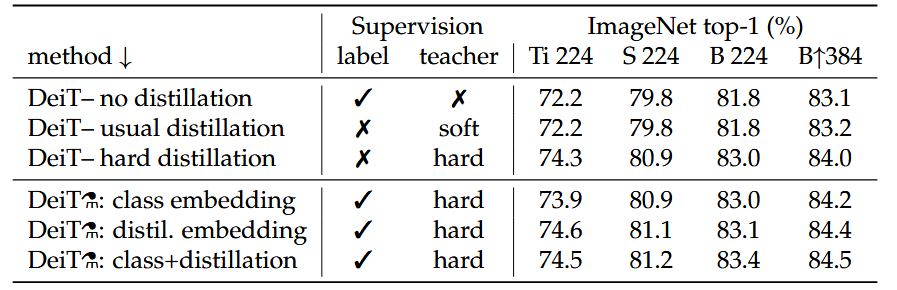 Supervision ImageNet top-1 (%)
method ↓ label teacher Ti 224 S 224 B 224 B↑384
DeiT– no distillation ✓ ✗ 72.2 79.8 81.8 83.1
DeiT– usual distillation ✗ soft 72.2 79.8 81.8 83.2
DeiT– hard distillation ✗ hard 74.3 80.9 83.0 84.0
DeiT⚗: class embedding ✓ hard 73.9 80.9 83.0 84.2
DeiT⚗: distil. embedding ✓ hard 74.6 81.1 83.1 84.4
DeiT⚗: class+distillation ✓ hard 74.5 81.2 83.4 84.5